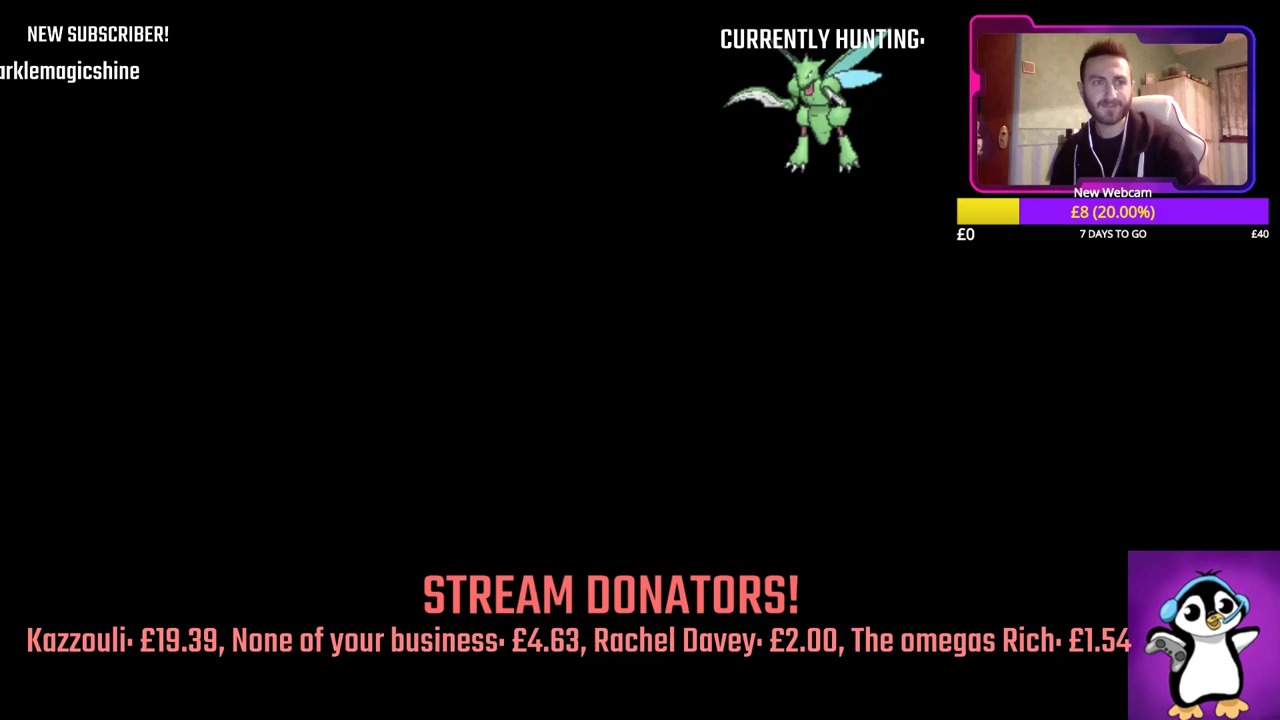 NEW SUBSCRIBER!
arklemagicshine
CURRENTLY HUNTING:
New Webcam
£8 (20.00%)
£0
7 DAYS TO GO
£40
STREAM DONATORS!
Kazzouli: £19.39, None of your business: £4.63, Rachel Davey: £2.00, The omegas Rich: £1.54